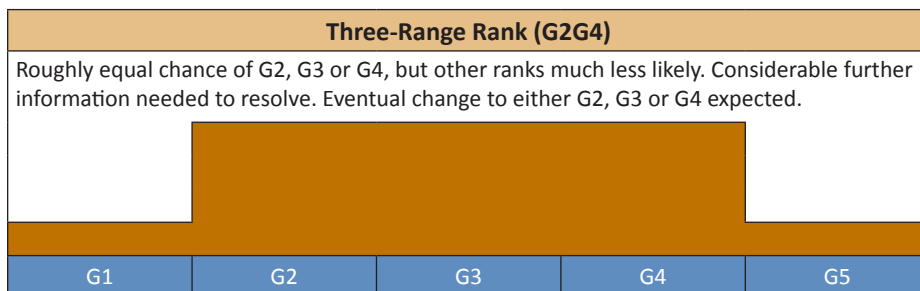 Three-Range Rank (G2G4)
Roughly equal chance of G2, G3 or G4, but other ranks much less likely. Considerable further
information needed to resolve. Eventual change to either G2, G3 or G4 expected.
G1 G2 G3 G4 G5